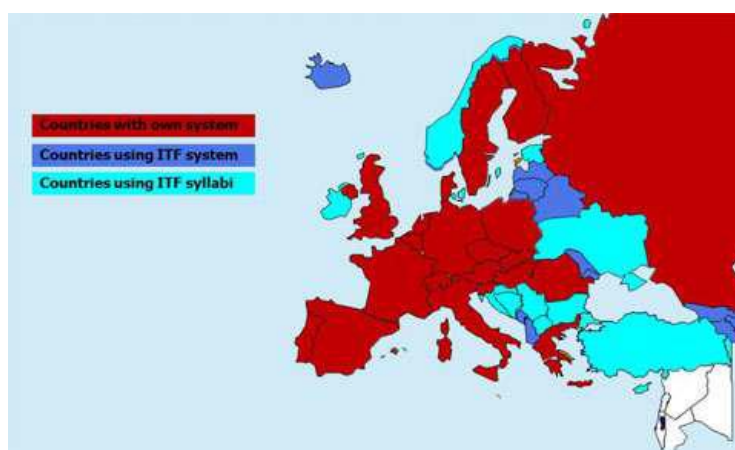 Countries with own system
Countries using ITF system
Countries using ITF syllabi